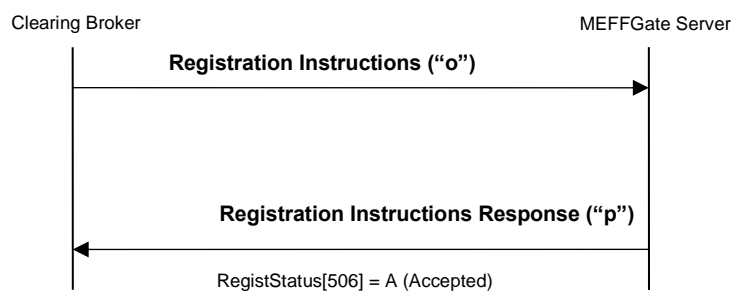 Clearing Broker
MEFFGate Server
Registration Instructions (“o”)
Registration Instructions Response (“p”)
RegistStatus[506] = A (Accepted)